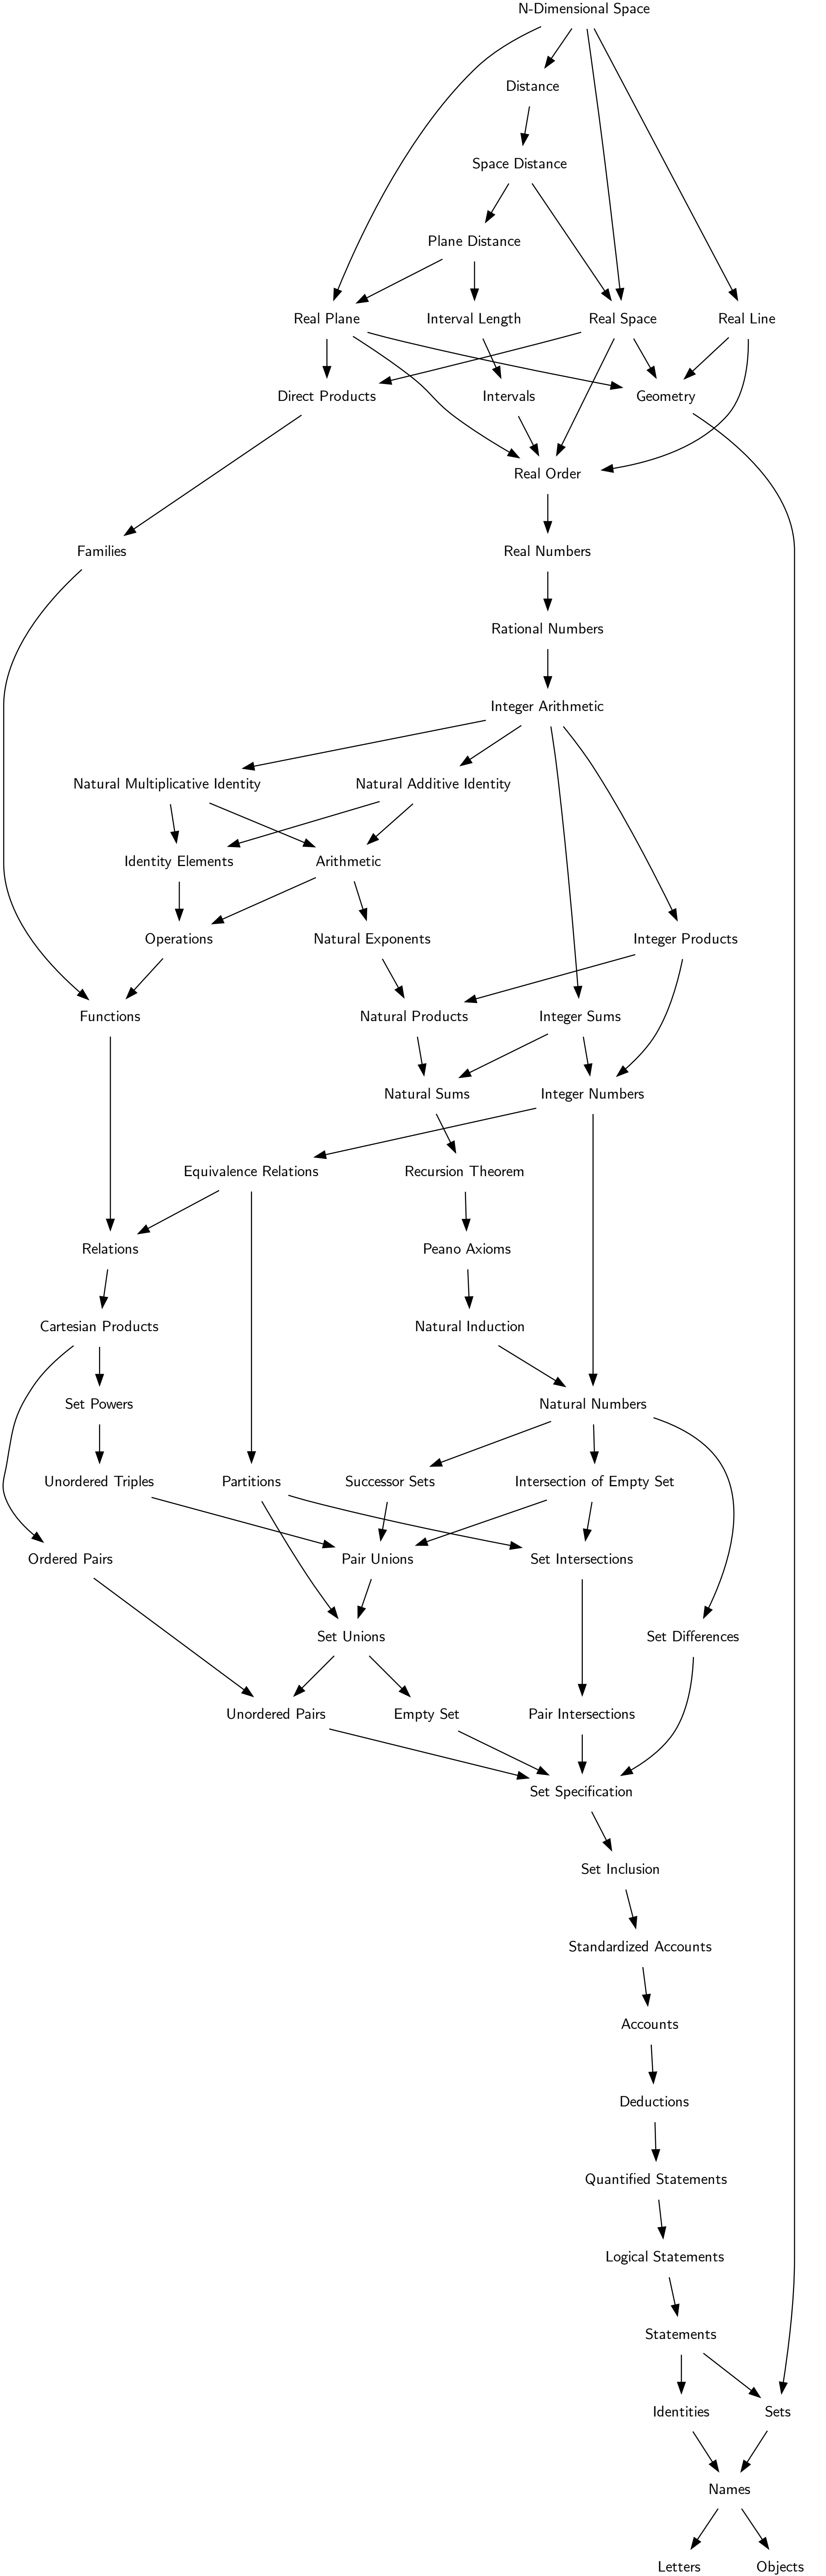 N-Dimensional Space
Distance
Space Distance
Plane Distance
Real Plane
Interval Length
Real Space
Real Line
Direct Products
Intervals
Geometry
Real Order
Families
Real Numbers
Rational Numbers
Integer Arithmetic
Natural Multiplicative Identity
Natural Additive Identity
Identity Elements
Arithmetic
Operations
Natural Exponents
Integer Products
Functions
Natural Products
Integer Sums
Natural Sums
Integer Numbers
Equivalence Relations
Recursion Theorem
Relations
Peano Axioms
Cartesian Products
Natural Induction
Set Powers
Natural Numbers
Unordered Triples
Partitions
Successor Sets
Intersection of Empty Set
Ordered Pairs
Pair Unions
Set Intersections
Set Unions
Set Differences
Unordered Pairs
Empty Set
Pair Intersections
Set Specification
Set Inclusion
Standardized Accounts
Accounts
Deductions
Quantified Statements
Logical Statements
Statements
Identities
Sets
Names
Letters
Objects